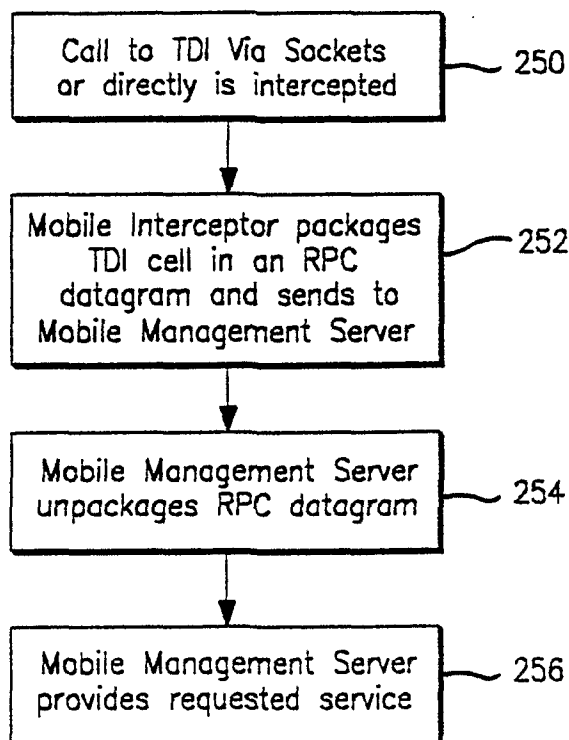 Call to TDI Via Sockets
or directly is intercepted
250
Mobile Interceptor packages
TDI cell in an RPC
datagram and sends to
Mobile Management Server
252
Mobile Management Server
unpackages RPC datagram
254
Mobile Management Server
provides requested service
256